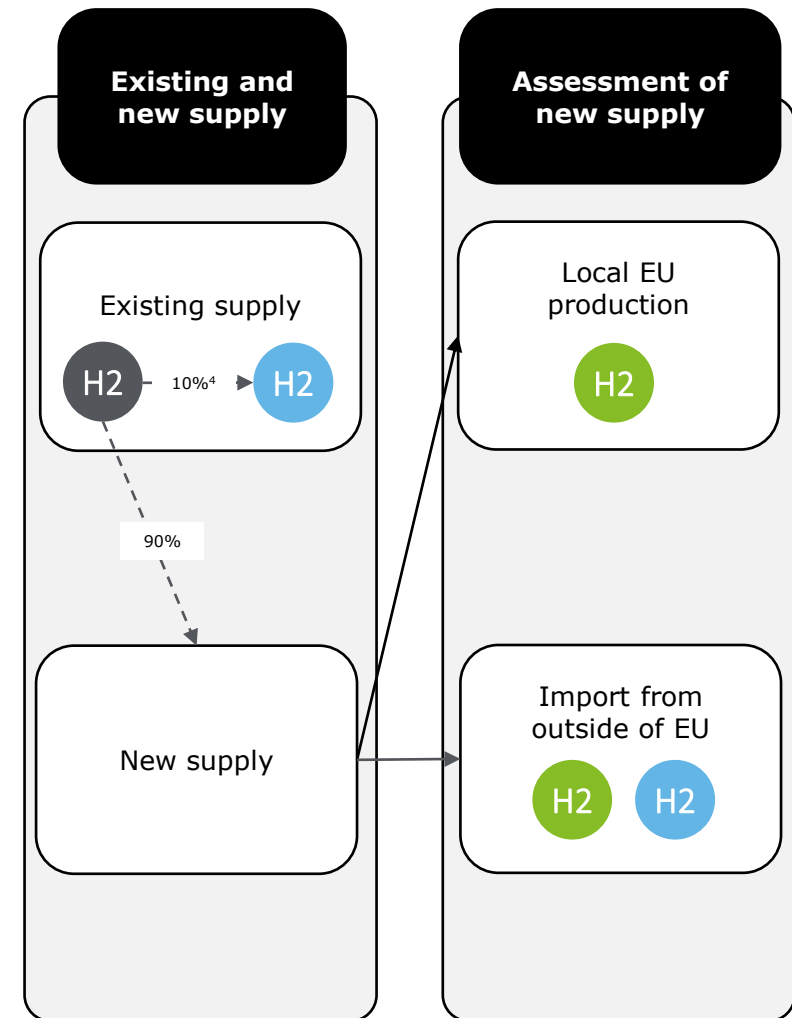 Existing and
new supply
Existing supply
H2
10%⁴
H2
90%
New supply
Assessment of
new supply
Local EU
production
H2
Import from
outside of EU
H2
H2